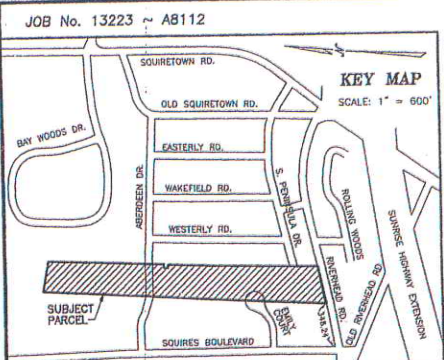 JOB No. 13223 ~ A8112
SQUIRETOWN RD.
KEY MAP
SCALE: 1" = 600'
OLD SQUIRETOWN RD.
BAY WOODS DR.
ABERDEEN DR.
EASTERLY RD.
WAKEFIELD RD.
S. PENINSULA DR.
ROLLING WOODS
SUNRISE HIGHWAY EXTENSION
WESTERLY RD.
RIVERHEAD RD.
OLD RIVERHEAD RD.
SUBJECT
PARCEL
EMILY
COURT
348.24'
SQUIRES BOULEVARD